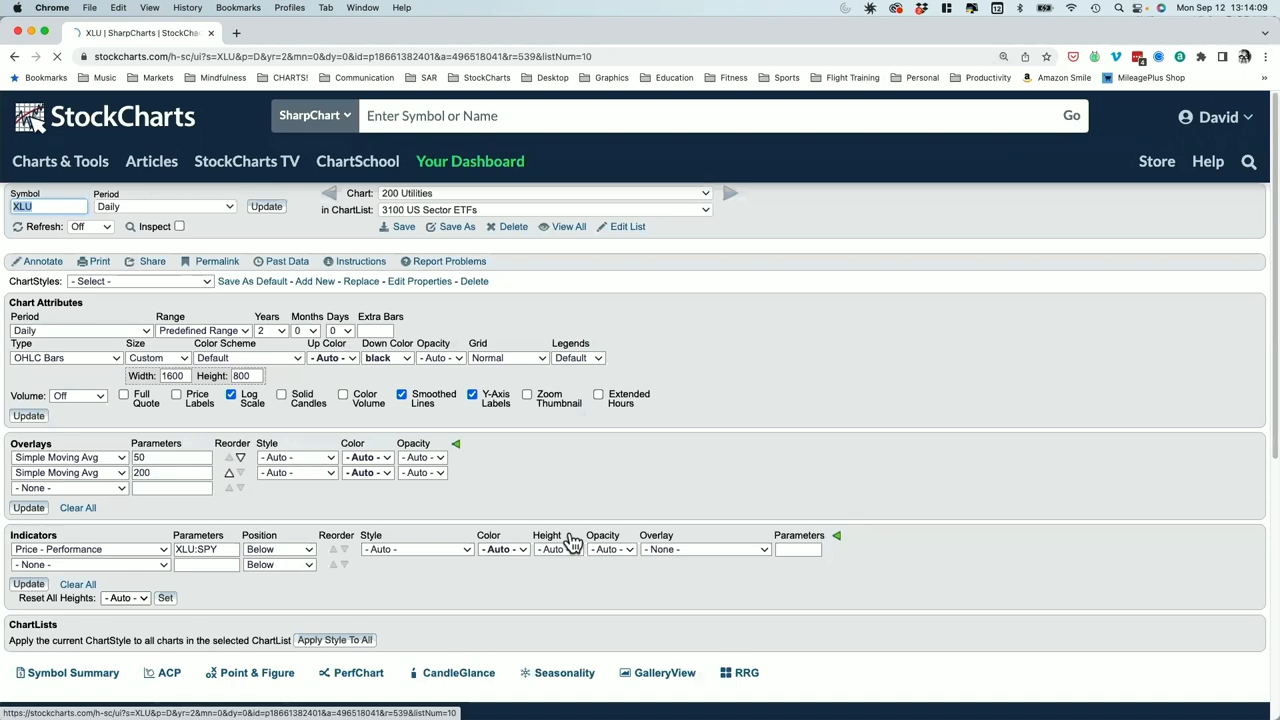 Chrome File Edit View History Bookmarks Profiles Tab Window Help Mon Sep 12 13:14:09
XLU | SharpCharts | StockCha
stockcharts.com/h-sc/ui?s=XLU&p=D&yr=2&mn=0&dy=0&id=p18661382401&a=496518041&r=539&listNum=10
Bookmarks Music Markets Mindfulness CHARTS! Communication SAR StockCharts Desktop Graphics Education Fitness Sports Flight Training Personal Productivity Amazon Smile MileagePlus Shop »
StockCharts SharpChart Enter Symbol or Name Go David
Charts & Tools Articles StockCharts TV ChartSchool Your Dashboard Store Help
Symbol Period Chart: 200 Utilities
XLU Daily Update in ChartList: 3100 US Sector ETFs
Refresh: Off Inspect Save Save As Delete View All Edit List
Annotate Print Share Permalink Past Data Instructions Report Problems
ChartStyles: - Select - Save As Default - Add New - Replace - Edit Properties - Delete
Chart Attributes
Period Range Years Months Days Extra Bars
Daily Predefined Range 2 0 0
Type Size Color Scheme Up Color Down Color Opacity Grid Legends
OHLC Bars Custom Default - Auto - black - Auto - Normal Default
Width: 1600 Height: 800
Volume: Off Full Quote Price Labels Log Scale Solid Candles Color Volume Smoothed Lines Y-Axis Labels Zoom Thumbnail Extended Hours
Update
Overlays Parameters Reorder Style Color Opacity
Simple Moving Avg 50 - Auto - - Auto - - Auto -
Simple Moving Avg 200 - Auto - - Auto - - Auto -
- None -
Update Clear All
Indicators Parameters Position Reorder Style Color Height Opacity Overlay Parameters
Price - Performance XLU:SPY Below - Auto - - Auto - - Auto - Auto - - None -
- None - Below
Update Clear All
Reset All Heights: - Auto - Set
ChartLists
Apply the current ChartStyle to all charts in the selected ChartList Apply Style To All
Symbol Summary ACP Point & Figure PerfChart CandleGlance Seasonality GalleryView RRG
https://stockcharts.com/h-sc/ui?s=XLU&p=D&yr=2&mn=0&dy=0&id=p18661382401&a=496518041&r=539&listNum=10